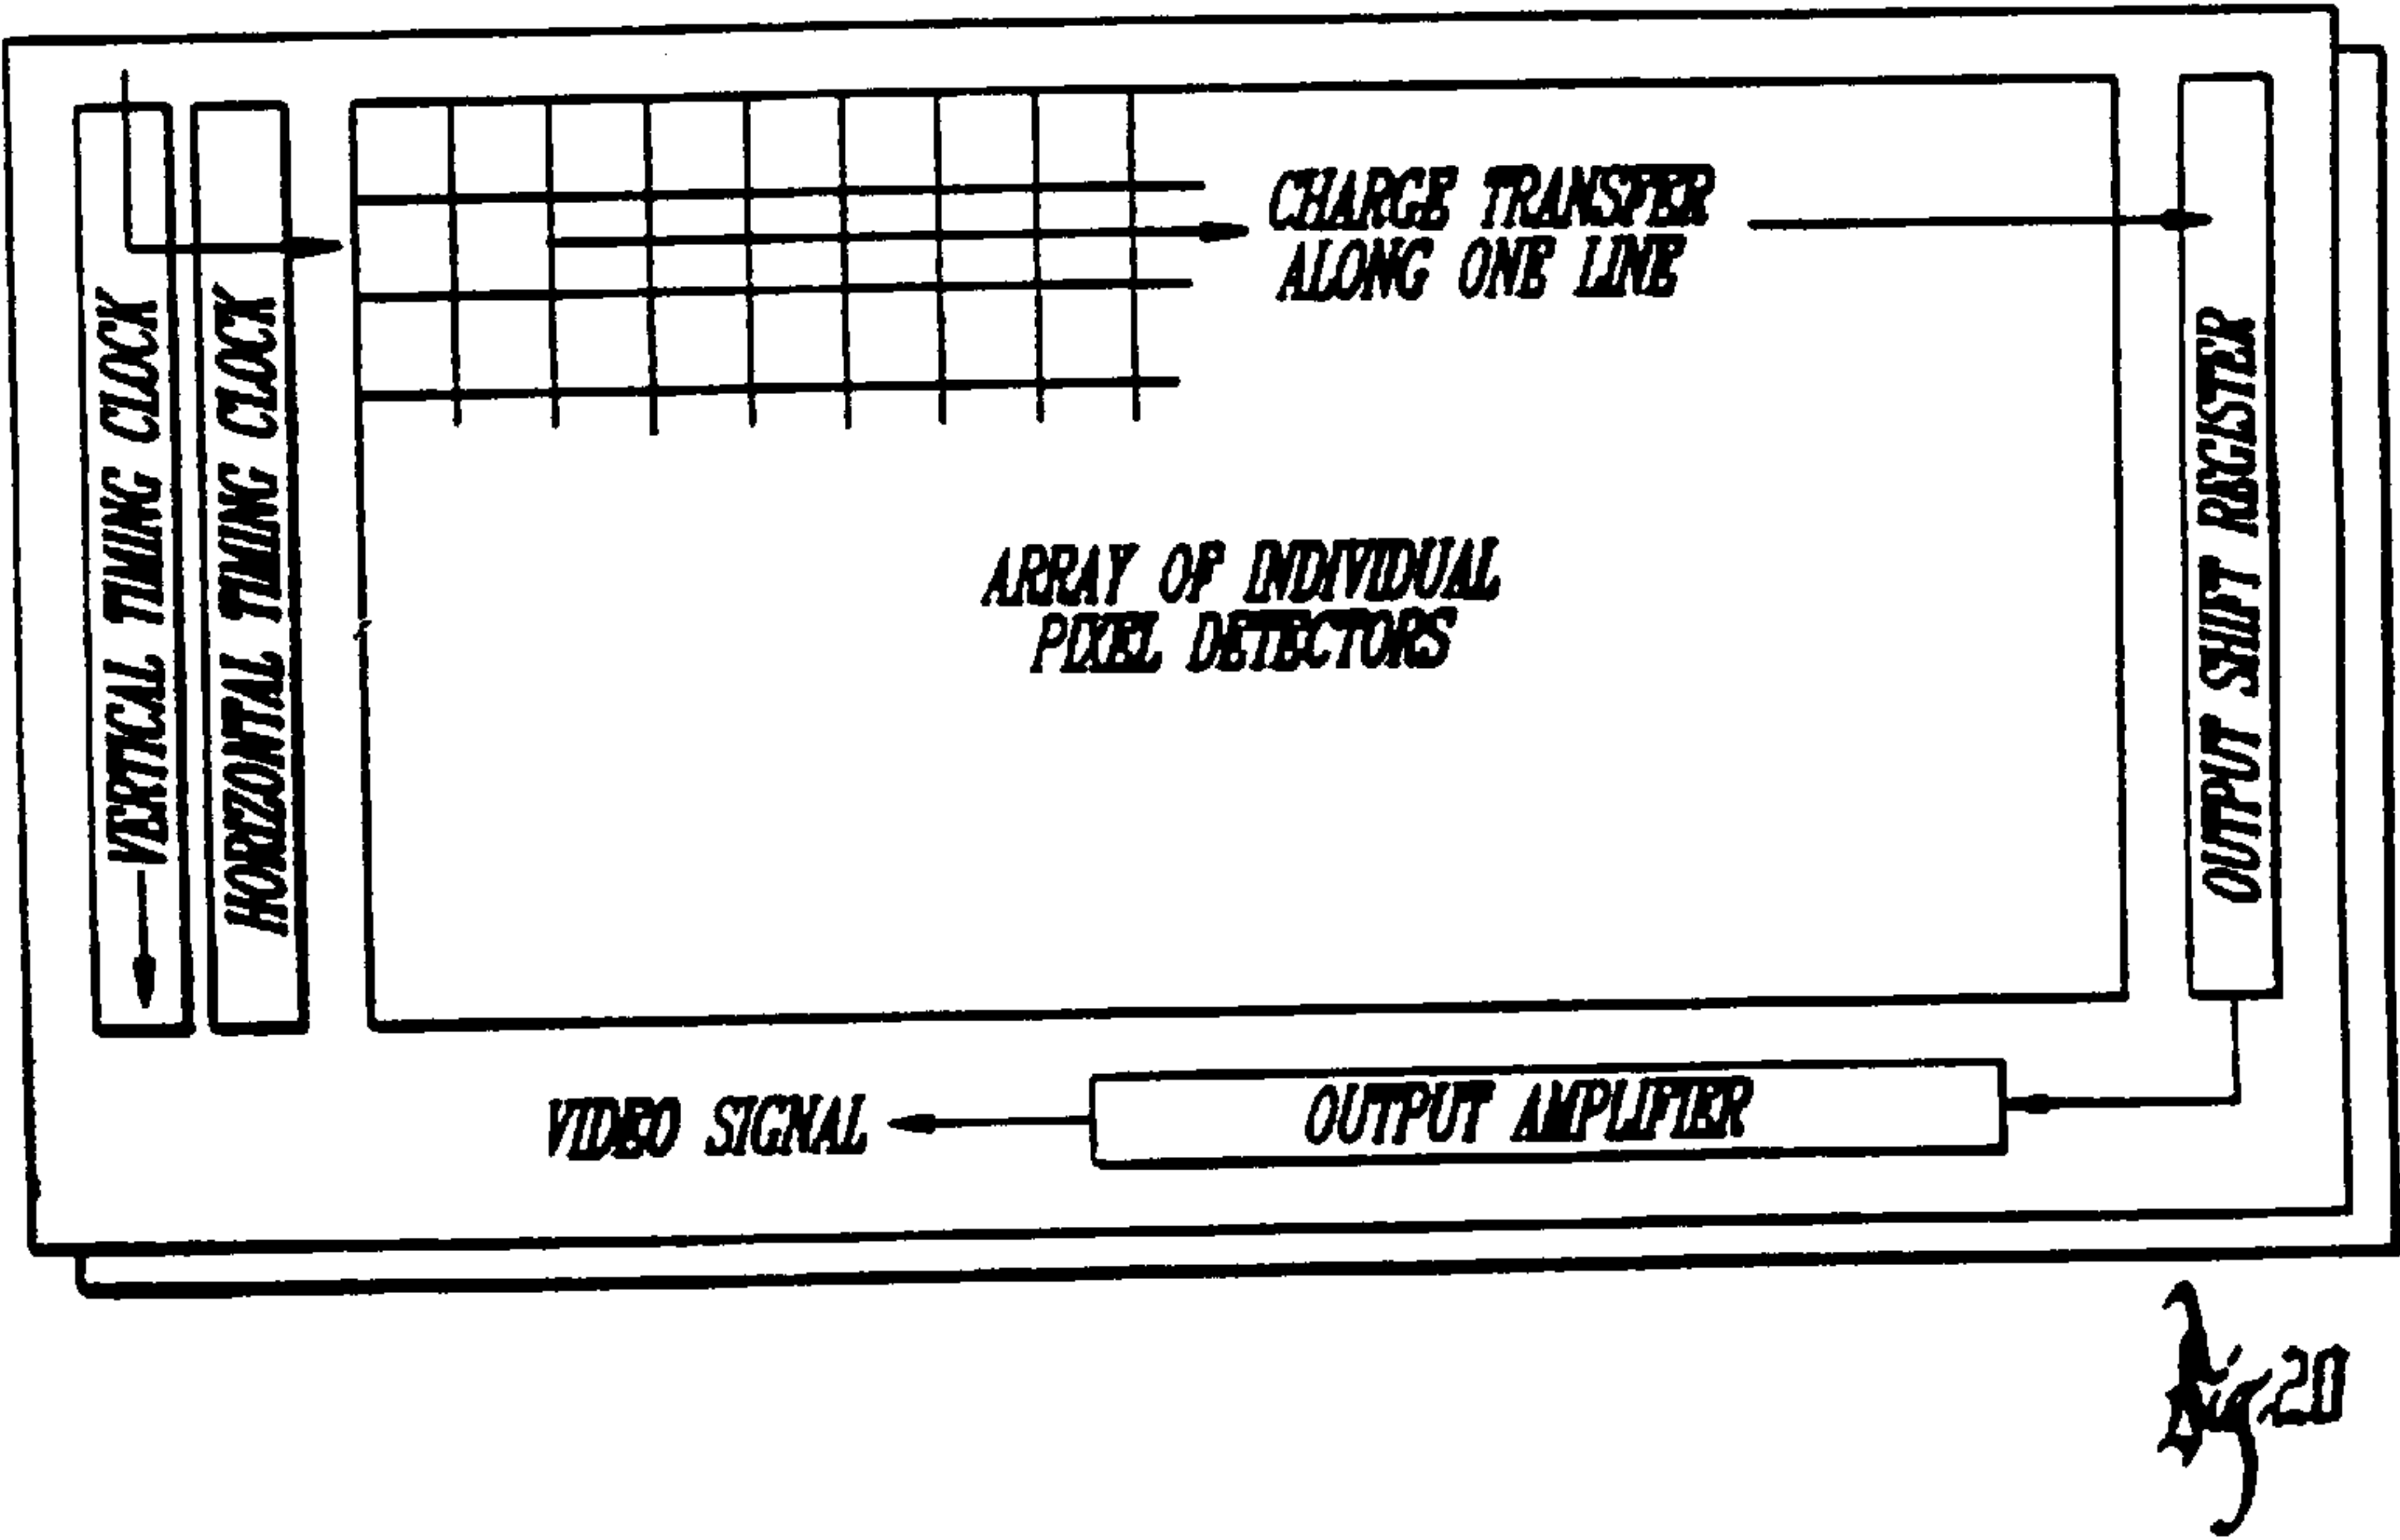 VERTICAL TIMING CLOCK
HORIZONTAL TIMING CLOCK
CHARGE TRANSFER
ALONG ONE LINE
ARRAY OF INDIVIDUAL
PIXEL DETECTORS
OUTPUT SHIFT REGISTER
VIDEO SIGNAL
OUTPUT AMPLIFIER
Fig 20